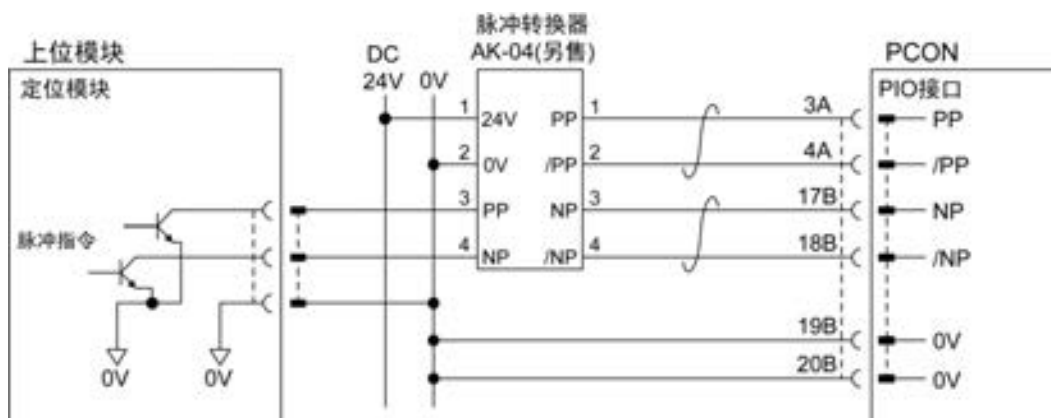 脉冲转换器
AK-04(另售)
上位模块
DC
24V 0V
PCON
定位模块
PIO接口
1 24V PP 1 3A PP
2 0V /PP 2 4A /PP
3 PP NP 3 17B NP
脉冲指令
4 NP /NP 4 18B /NP
19B 0V
20B 0V
0V 0V